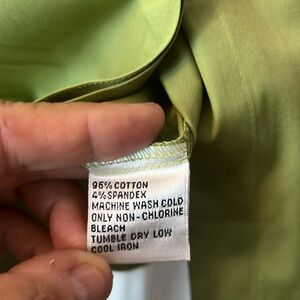 96% COTTON
4% SPANDEX
MACHINE WASH COLD
ONLY NON-CHLORINE
BLEACH
TUMBLE DRY LOW
COOL IRON